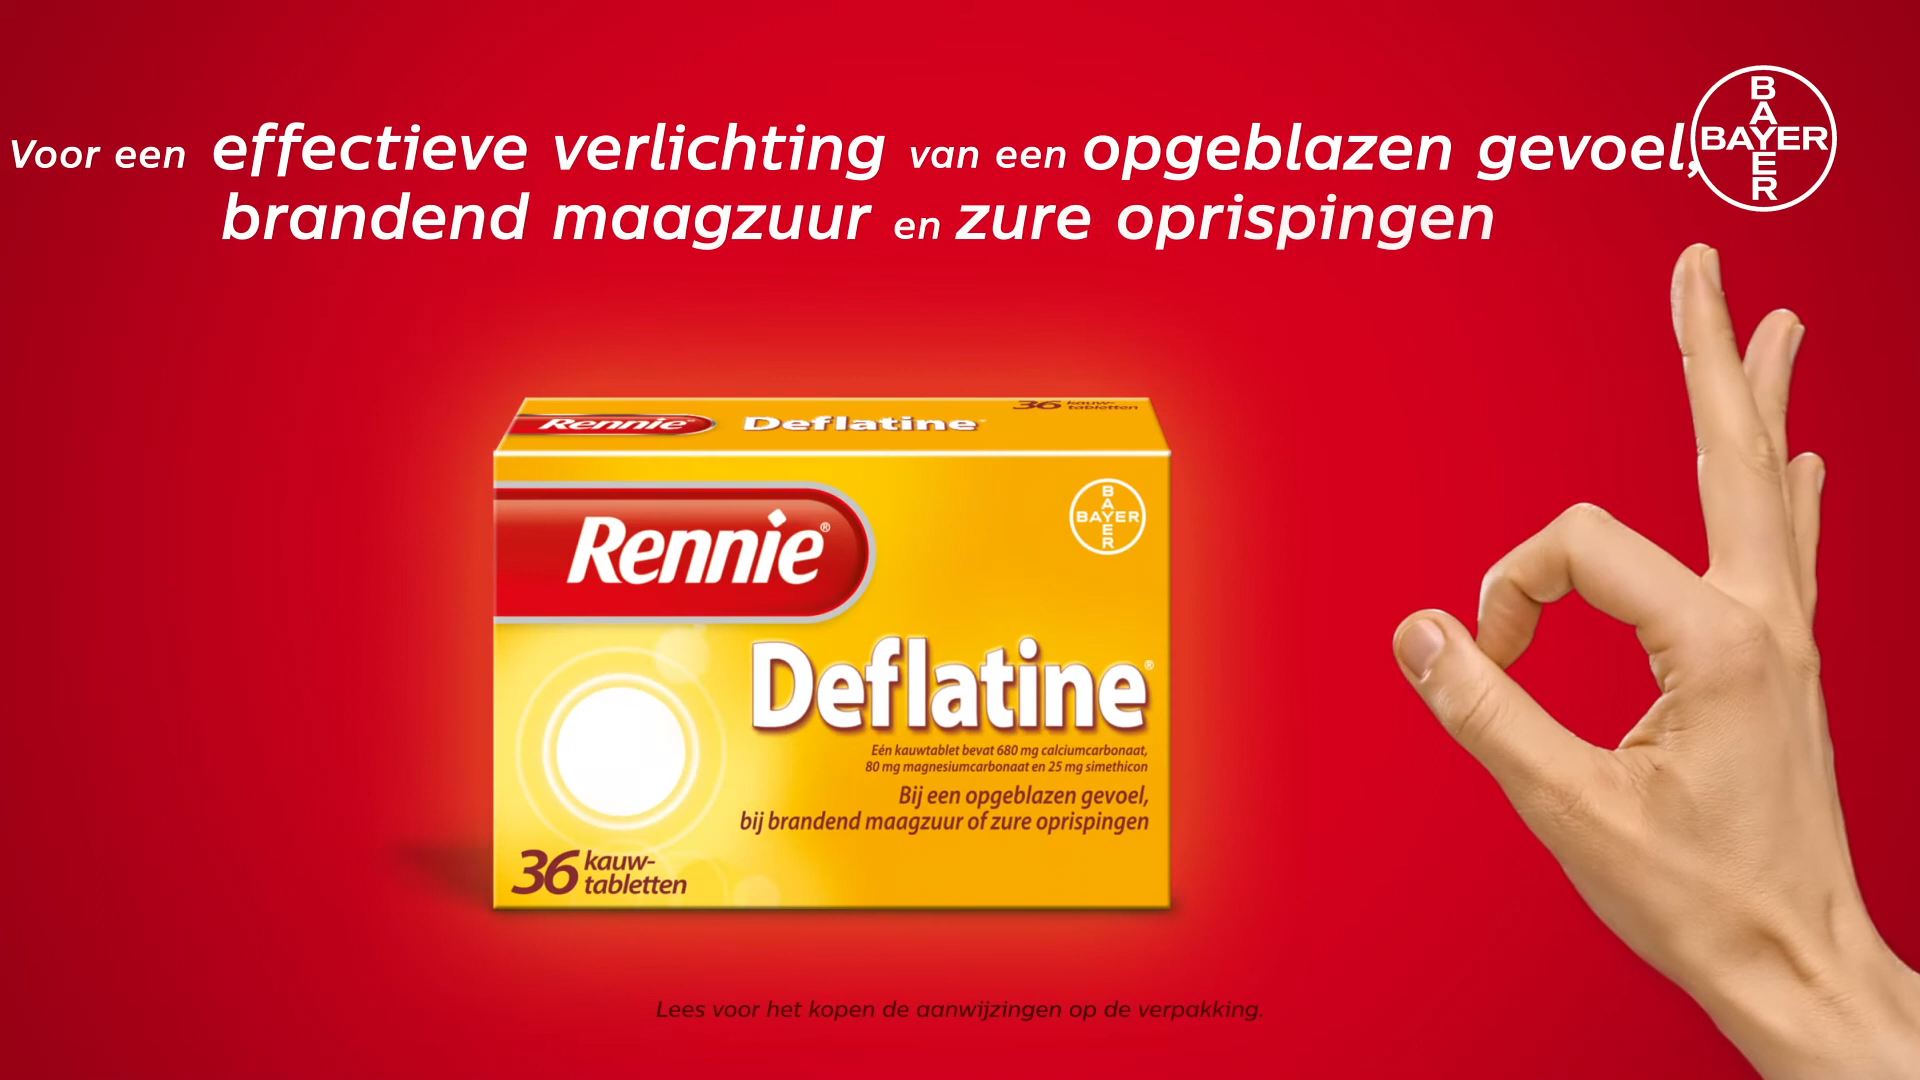 Voor een effectieve verlichting van een opgeblazen gevoel,
brandend maagzuur en zure oprispingen
BAYER
BAYER
Rennie® Deflatine® 36 kauw-
tabletten
Rennie®
BAYER
BAYER
Deflatine®
Eén kauwtablet bevat 680 mg calciumcarbonaat,
80 mg magnesiumcarbonaat en 25 mg simethicon
Bij een opgeblazen gevoel,
bij brandend maagzuur of zure oprispingen
36 kauw-
tabletten
Lees voor het kopen de aanwijzingen op de verpakking.